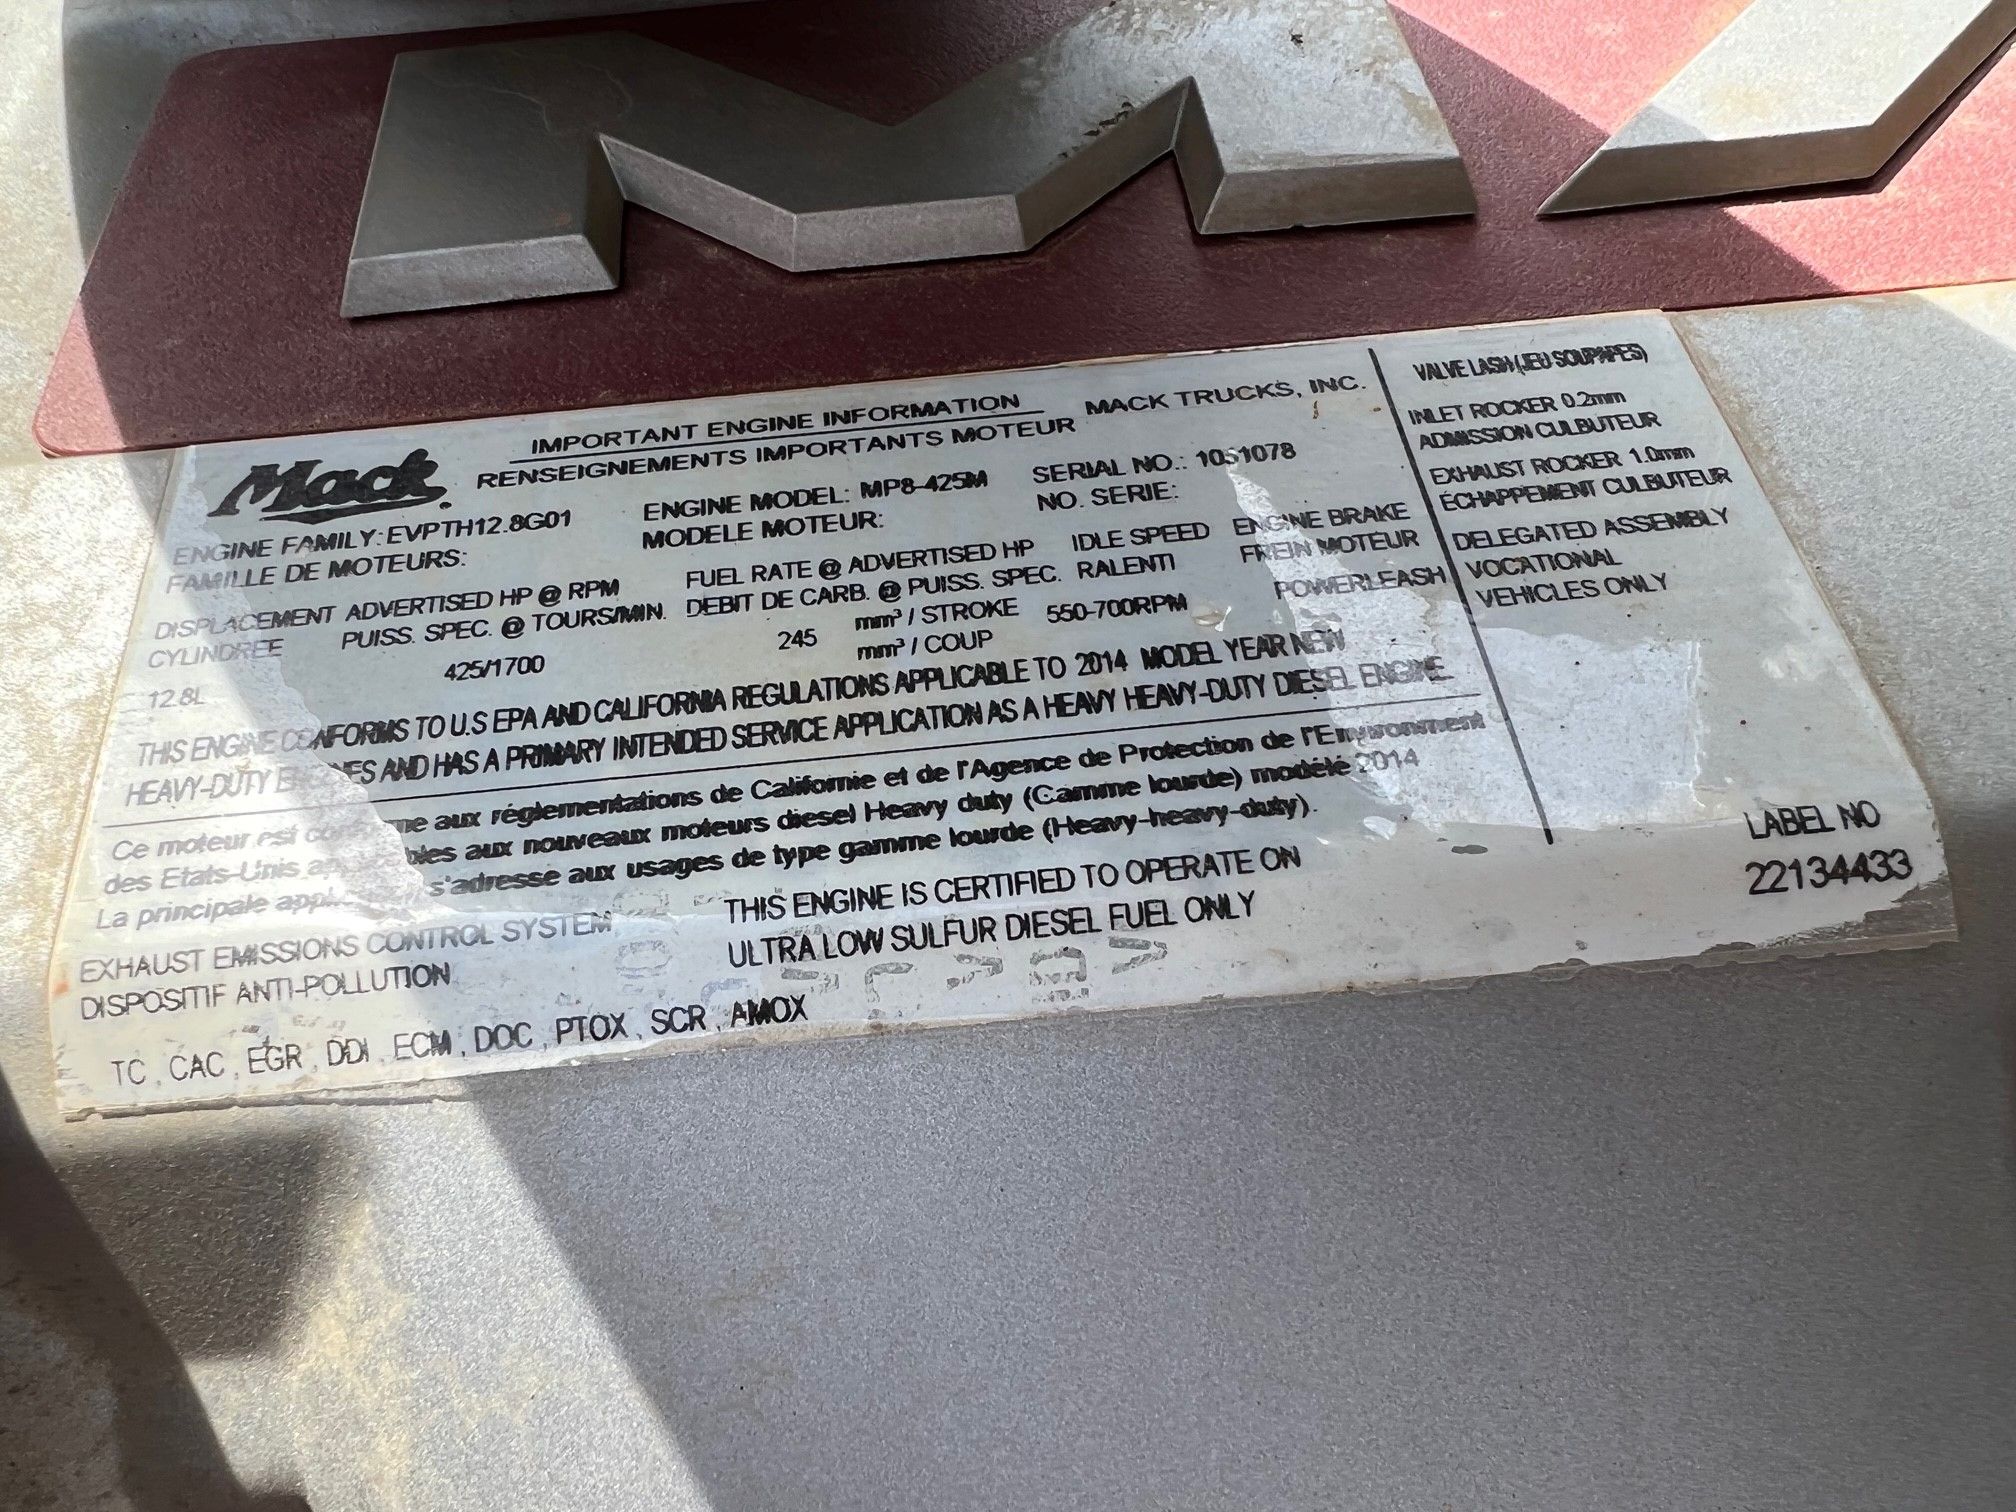 IMPORTANT ENGINE INFORMATION MACK TRUCKS, INC.
RENSEIGNEMENTS IMPORTANTS MOTEUR
Mack
ENGINE FAMILY: EVPTH12.8G01
FAMILLE DE MOTEURS:
ENGINE MODEL: MP8-425M
MODELE MOTEUR:
SERIAL NO.: 1051078
NO. SERIE:
DISPLACEMENT
CYLINDREE
12.8L
ADVERTISED HP @ RPM
PUISS. SPEC. @ TOURS/MIN.
425/1700
FUEL RATE @ ADVERTISED HP
DEBIT DE CARB. @ PUISS. SPEC.
245 mm³ / STROKE
mm³ / COUP
IDLE SPEED
RALENTI
550-700RPM
ENGINE BRAKE
FREIN MOTEUR
POWERLEASH
THIS ENGINE CONFORMS TO U.S EPA AND CALIFORNIA REGULATIONS APPLICABLE TO 2014 MODEL YEAR NEW
HEAVY-DUTY ENGINES AND HAS A PRIMARY INTENDED SERVICE APPLICATION AS A HEAVY HEAVY-DUTY DIESEL ENGINE
Ce moteur est conforme aux réglementations de Californie et de l'Agence de Protection de l'Environment
des Etats-Unis applicables aux nouveaux moteurs diesel Heavy duty (Camme lourde) modélé 2014
La principale s'adresse aux usages de type gamme lourde (Heavy-heavy-duty).
EXHAUST EMISSIONS CONTROL SYSTEM
DISPOSITIF ANTI-POLLUTION
TC , CAC , EGR , DDI , ECM , DOC , PTOX , SCR , AMOX
THIS ENGINE IS CERTIFIED TO OPERATE ON
ULTRA LOW SULFUR DIESEL FUEL ONLY
VALVE LASH (JEU SOUPAPES)
INLET ROCKER 0.2mm
ADMISSION CULBUTEUR
EXHAUST ROCKER 1.0mm
ÉCHAPPEMENT CULBUTEUR
DELEGATED ASSEMBLY
VOCATIONAL
VEHICLES ONLY
LABEL NO
22134433